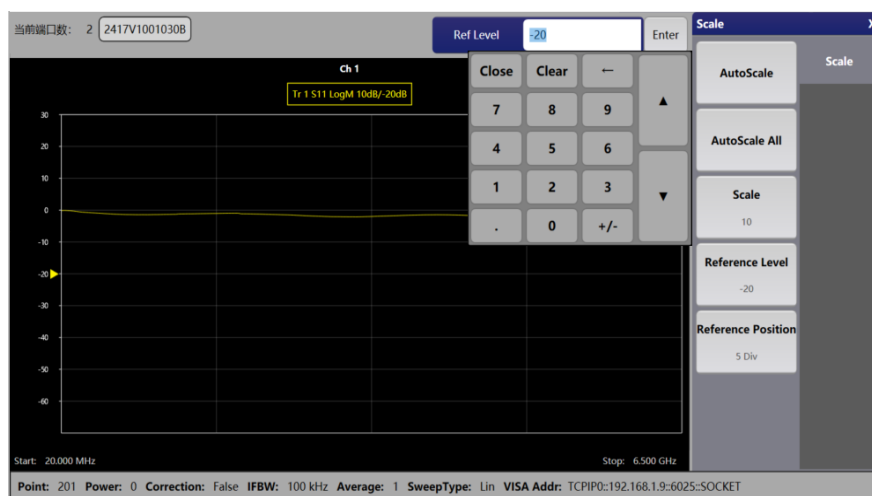 当前端口数: 2 2417V1001030B
Ref Level -20 Enter
Scale X
Close Clear ←
7 8 9 ▲
4 5 6
1 2 3 ▼
. 0 +/-
Ch 1
Tr 1 S11 LogM 10dB/-20dB
30
20
10
0
-10
-20
-30
-40
-50
-60
Start: 20.000 MHz
Stop: 6.500 GHz
AutoScale
AutoScale All
Scale
10
Reference Level
-20
Reference Position
5 Div
Scale
Point: 201 Power: 0 Correction: False IFBW: 100 kHz Average: 1 SweepType: Lin VISA Addr: TCPIP0::192.168.1.9::6025::SOCKET